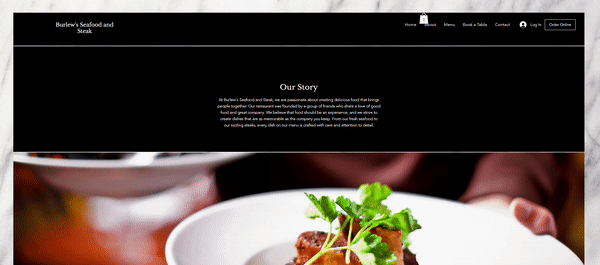 Burlew's Seafood and
Steak
Home About Menu Book a Table Contact Log In Order Online
Our Story
At Burlew's Seafood and Steak, we are passionate about creating delicious food that brings
people together. Our restaurant was founded by a group of friends who share a love of good
food and great company. We believe that food should be an experience, and we strive to
create dishes that are as memorable as the company you keep. From our fresh seafood to
our sizzling steaks, every dish on our menu is crafted with care and attention to detail.